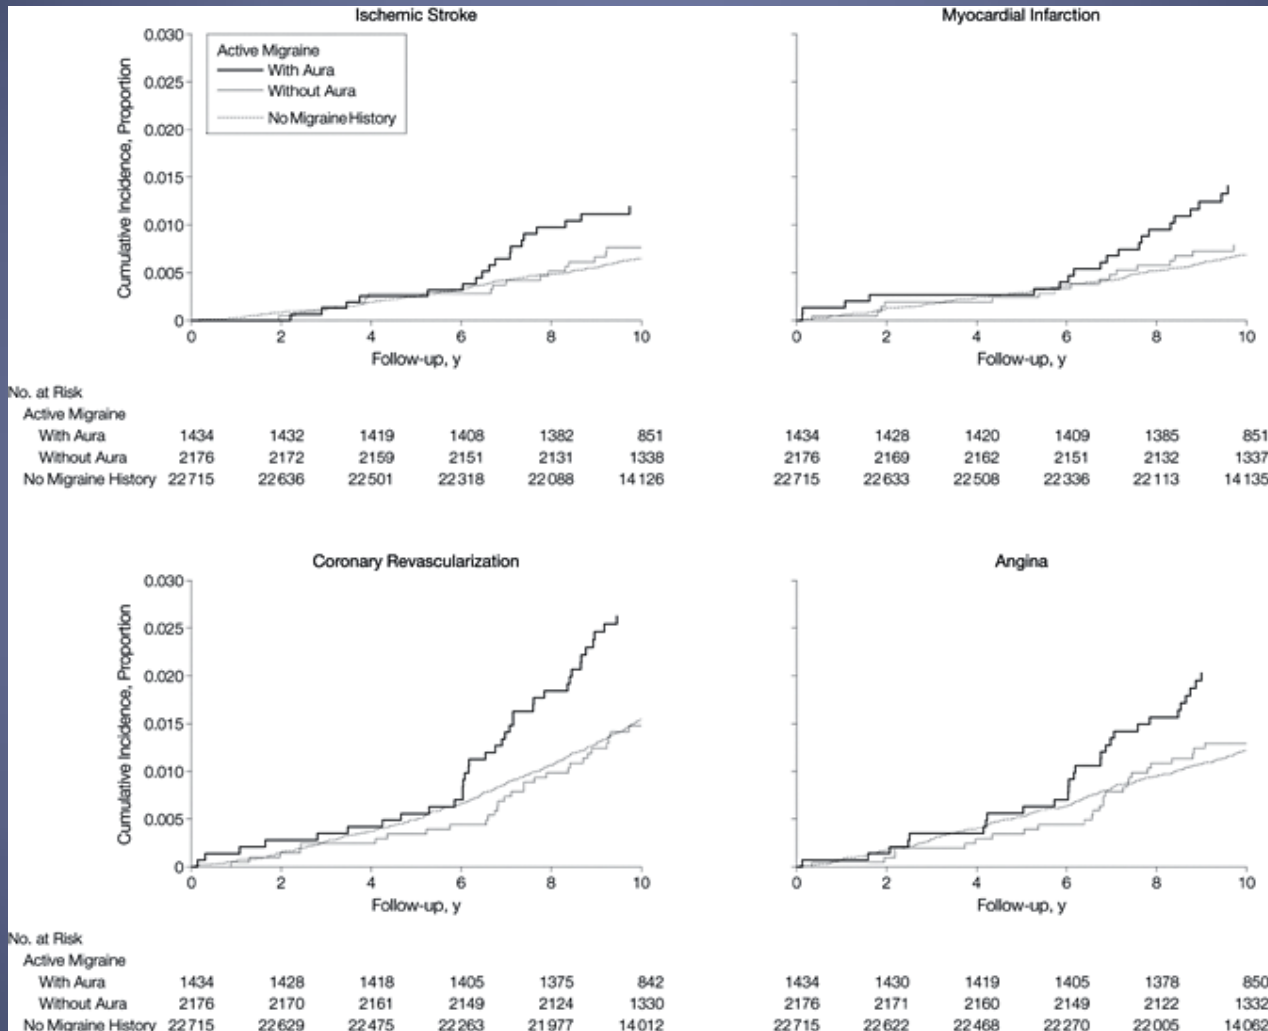 Ischemic Stroke
0.030
0.025
0.020
0.015
0.010
0.005
0
Cumulative Incidence, Proportion
Active Migraine
With Aura
Without Aura
No Migraine History
0 2 4 6 8 10
Follow-up, y
Myocardial Infarction
0 2 4 6 8 10
Follow-up, y
No. at Risk
Active Migraine
With Aura 1434 1432 1419 1408 1382 851 1434 1428 1420 1409 1385 851
Without Aura 2176 2172 2159 2151 2131 1338 2176 2169 2162 2151 2132 1337
No Migraine History 22715 22636 22501 22318 22088 14126 22715 22633 22508 22336 22113 14135
Coronary Revascularization
0.030
0.025
0.020
0.015
0.010
0.005
0
Cumulative Incidence, Proportion
0 2 4 6 8 10
Follow-up, y
Angina
0 2 4 6 8 10
Follow-up, y
No. at Risk
Active Migraine
With Aura 1434 1428 1418 1405 1375 842 1434 1430 1419 1405 1378 850
Without Aura 2176 2170 2161 2149 2124 1330 2176 2171 2160 2149 2122 1332
No Migraine History 22715 22629 22475 22263 21977 14012 22715 22622 22468 22270 22005 14062